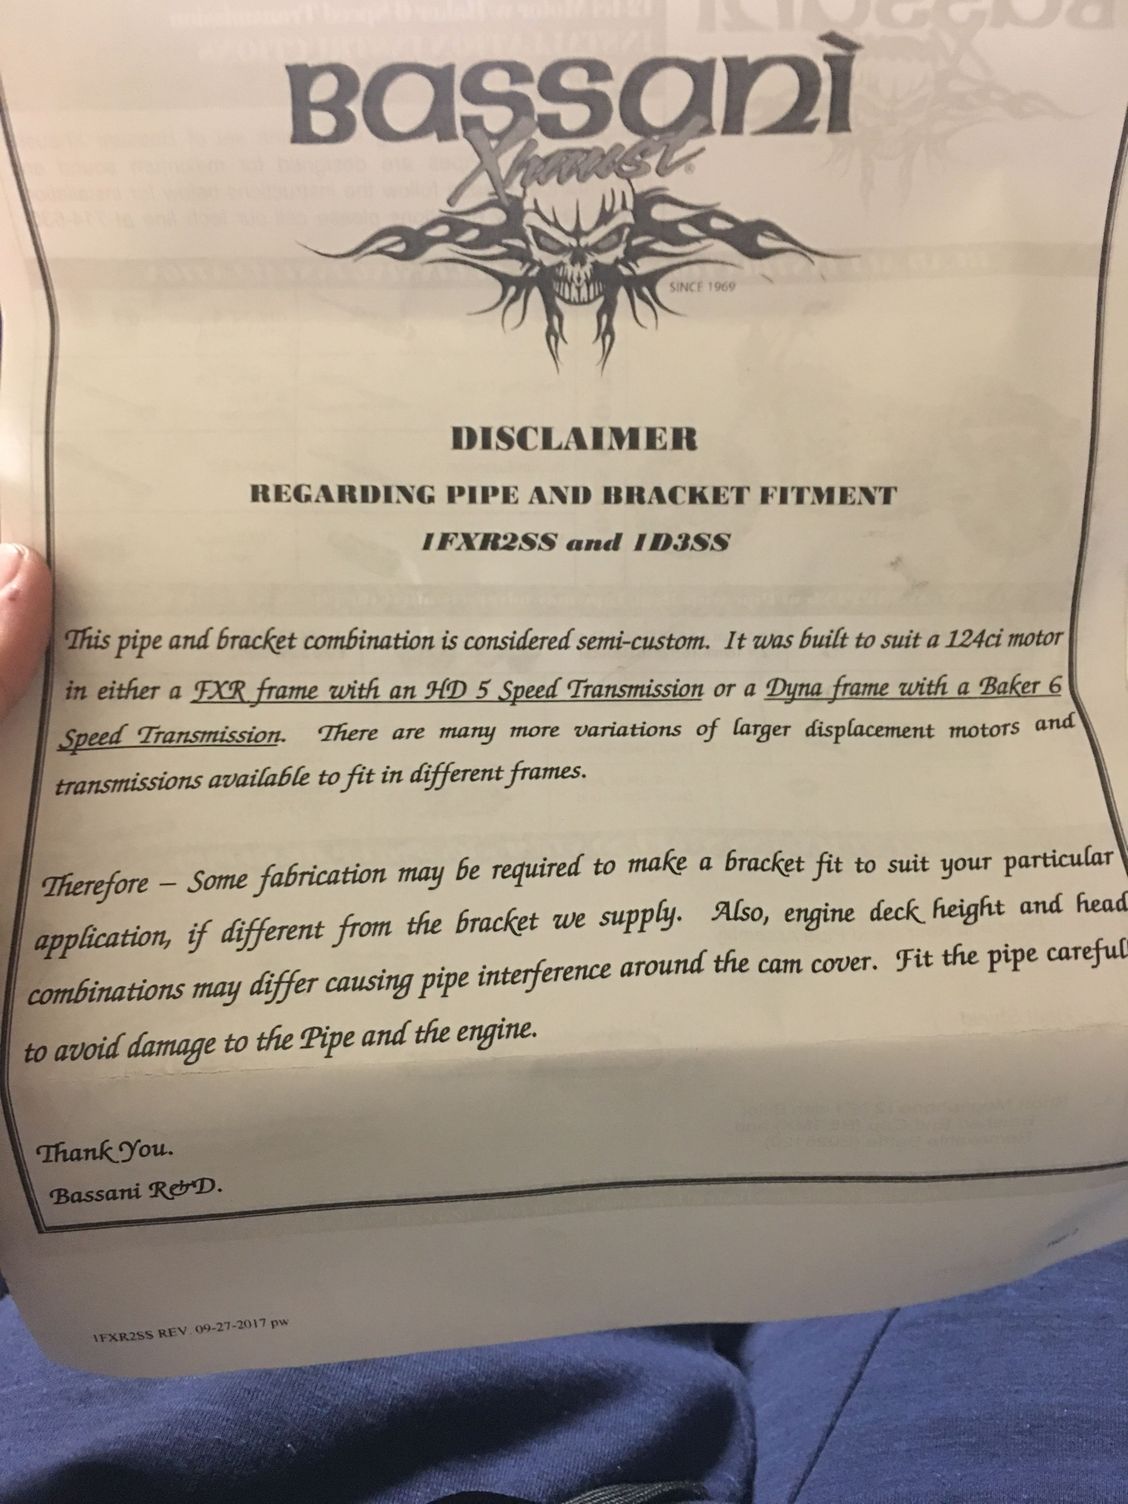 BASSANÌ
Xhaust®
SINCE 1969
DISCLAIMER
REGARDING PIPE AND BRACKET FITMENT
1FXR2SS and 1D3SS
This pipe and bracket combination is considered semi-custom. It was built to suit a 124ci motor
in either a FXR frame with an HD 5 Speed Transmission or a Dyna frame with a Baker 6
Speed Transmission. There are many more variations of larger displacement motors and
transmissions available to fit in different frames.
Therefore – Some fabrication may be required to make a bracket fit to suit your particular
application, if different from the bracket we supply. Also, engine deck height and head
combinations may differ causing pipe interference around the cam cover. Fit the pipe careful
to avoid damage to the Pipe and the engine.
Thank You.
Bassani R&D.
1FXR2SS REV. 09-27-2017 pw